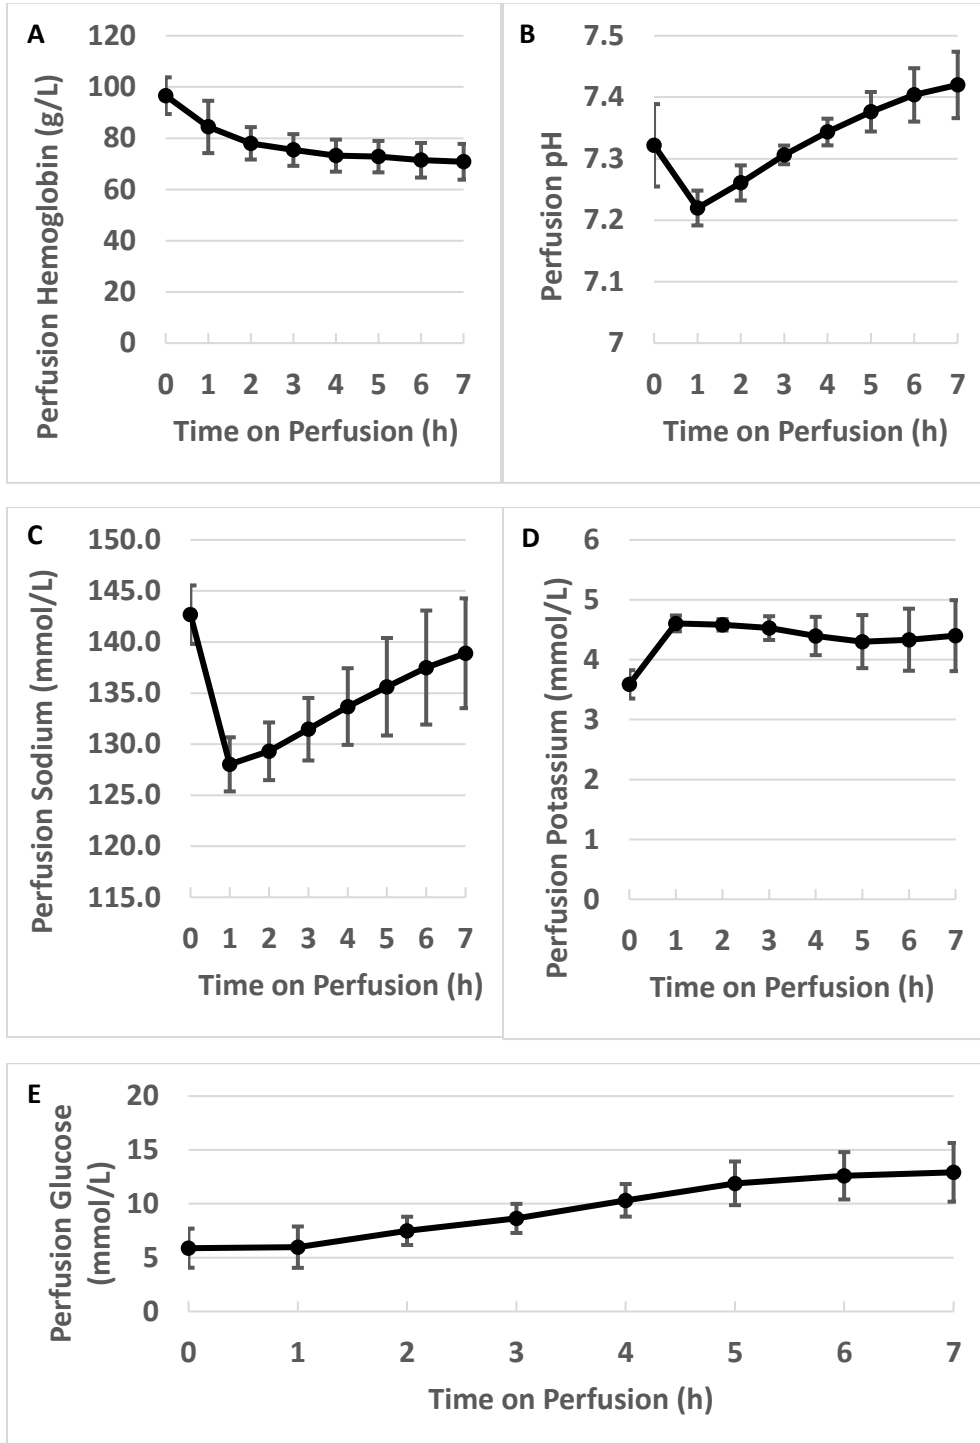 A
Perfusion Hemoglobin (g/L)
120
100
80
60
40
20
0
0 1 2 3 4 5 6 7
Time on Perfusion (h)
B
Perfusion pH
7.5
7.4
7.3
7.2
7.1
7
0 1 2 3 4 5 6 7
Time on Perfusion (h)
C
Perfusion Sodium (mmol/L)
150.0
145.0
140.0
135.0
130.0
125.0
120.0
115.0
0 1 2 3 4 5 6 7
Time on Perfusion (h)
D
Perfusion Potassium (mmol/L)
6
5
4
3
2
1
0
0 1 2 3 4 5 6 7
Time on Perfusion (h)
E
Perfusion Glucose
(mmol/L)
20
15
10
5
0
0 1 2 3 4 5 6 7
Time on Perfusion (h)